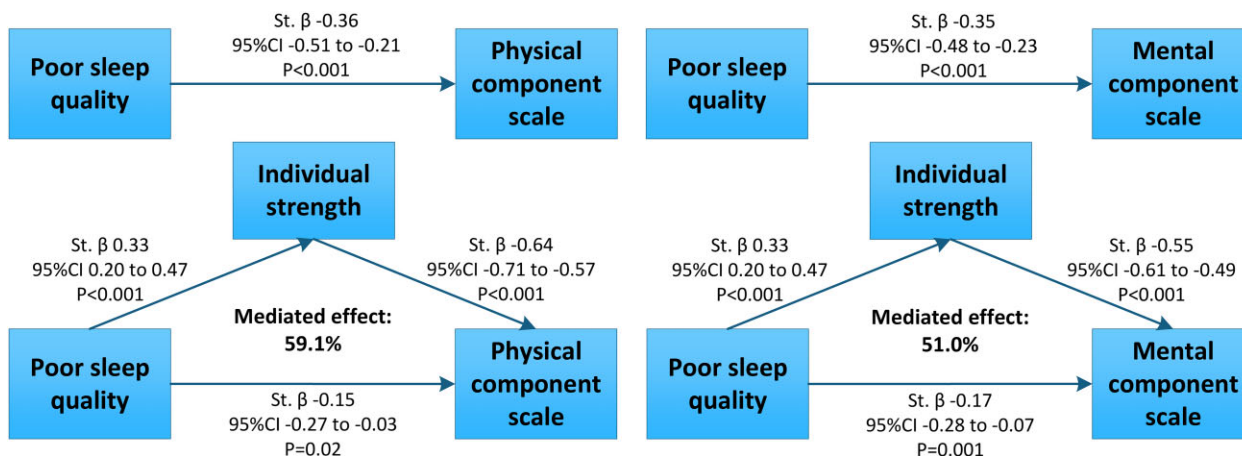 St. β -0.36
95%CI -0.51 to -0.21
P<0.001
Poor sleep
quality
Physical
component
scale
St. β -0.35
95%CI -0.48 to -0.23
P<0.001
Poor sleep
quality
Mental
component
scale
Individual
strength
St. β 0.33
95%CI 0.20 to 0.47
P<0.001
St. β -0.64
95%CI -0.71 to -0.57
P<0.001
Mediated effect:
59.1%
Poor sleep
quality
Physical
component
scale
St. β -0.15
95%CI -0.27 to -0.03
P=0.02
Individual
strength
St. β 0.33
95%CI 0.20 to 0.47
P<0.001
St. β -0.55
95%CI -0.61 to -0.49
P<0.001
Mediated effect:
51.0%
Poor sleep
quality
Mental
component
scale
St. β -0.17
95%CI -0.28 to -0.07
P=0.001